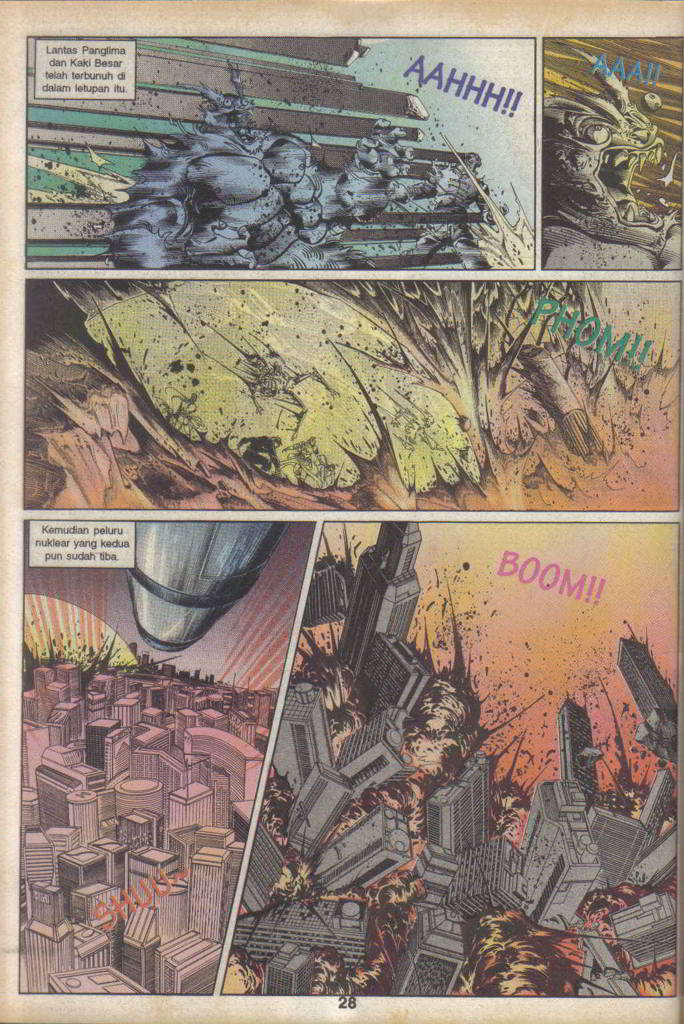 Lantas Panglima
dan Kaki Besar
telah terbunuh di
dalam letupan itu.
AAHHH!!
AAA!!
PHOM!!
Kemudian peluru
nuklear yang kedua
pun sudah tiba.
SHUU~
BOOM!!
28